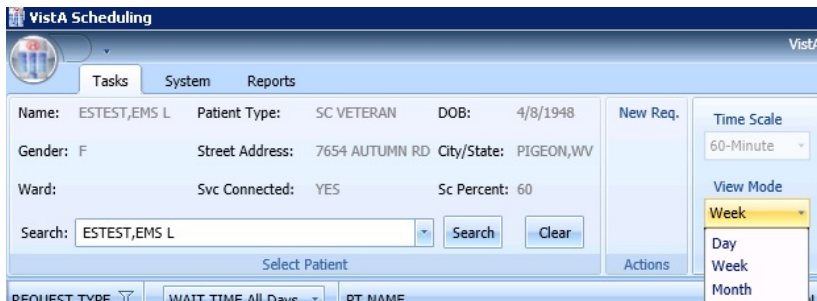 VistA Scheduling
VistA
Tasks System Reports
Name: ESTEST,EMS L Patient Type: SC VETERAN DOB: 4/8/1948 New Req. Time Scale
Gender: F Street Address: 7654 AUTUMN RD City/State: PIGEON,WV 60-Minute
Ward: Svc Connected: YES Sc Percent: 60 View Mode
Week
Search: ESTEST,EMS L Search Clear
Day
Select Patient Actions Week
Month
REQUEST TYPE WAIT TIME All Days PT NAME